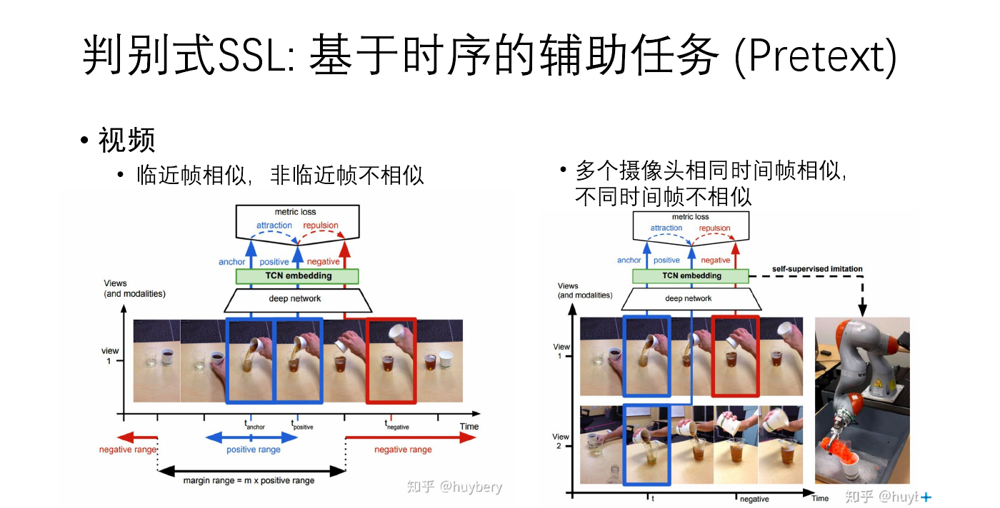 判别式SSL: 基于时序的辅助任务 (Pretext)
• 视频
• 临近帧相似，非临近帧不相似
metric loss
attraction
repulsion
anchor
positive
negative
TCN embedding
deep network
Views
(and modalities)
view
1
t anchor
t positive
t negative
Time
negative range
positive range
negative range
margin range = m x positive range
知乎 @huybery
• 多个摄像头相同时间帧相似，
不同时间帧不相似
metric loss
attraction
repulsion
anchor
positive
negative
TCN embedding
self-supervised imitation
deep network
Views
(and modalities)
View
1
View
2
t
negative
Time
知乎 @huyt